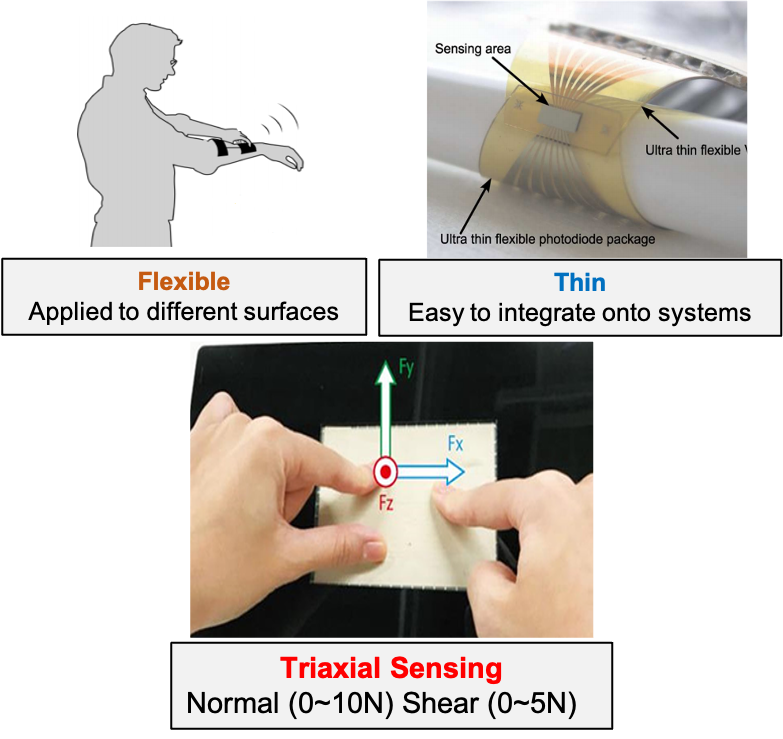 Sensing area
Ultra thin flexible
Ultra thin flexible photodiode package
Flexible
Applied to different surfaces
Thin
Easy to integrate onto systems
Fy
Fx
Fz
Triaxial Sensing
Normal (0~10N) Shear (0~5N)